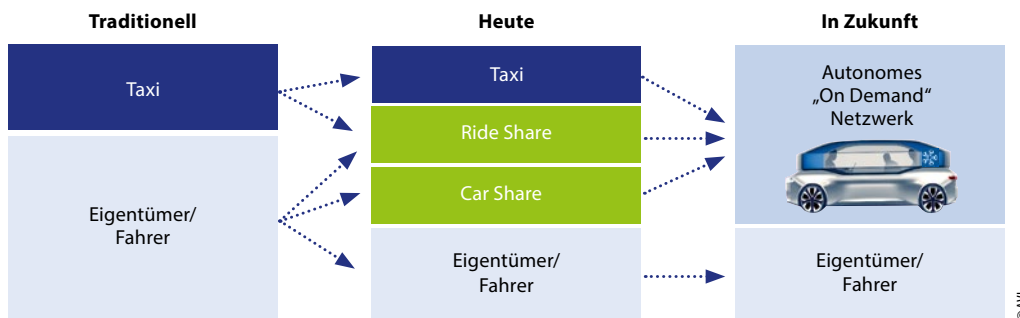 Traditionell
Heute
In Zukunft
Taxi
Eigentümer/
Fahrer
Taxi
Ride Share
Car Share
Eigentümer/
Fahrer
Autonomes
„On Demand“
Netzwerk
Eigentümer/
Fahrer